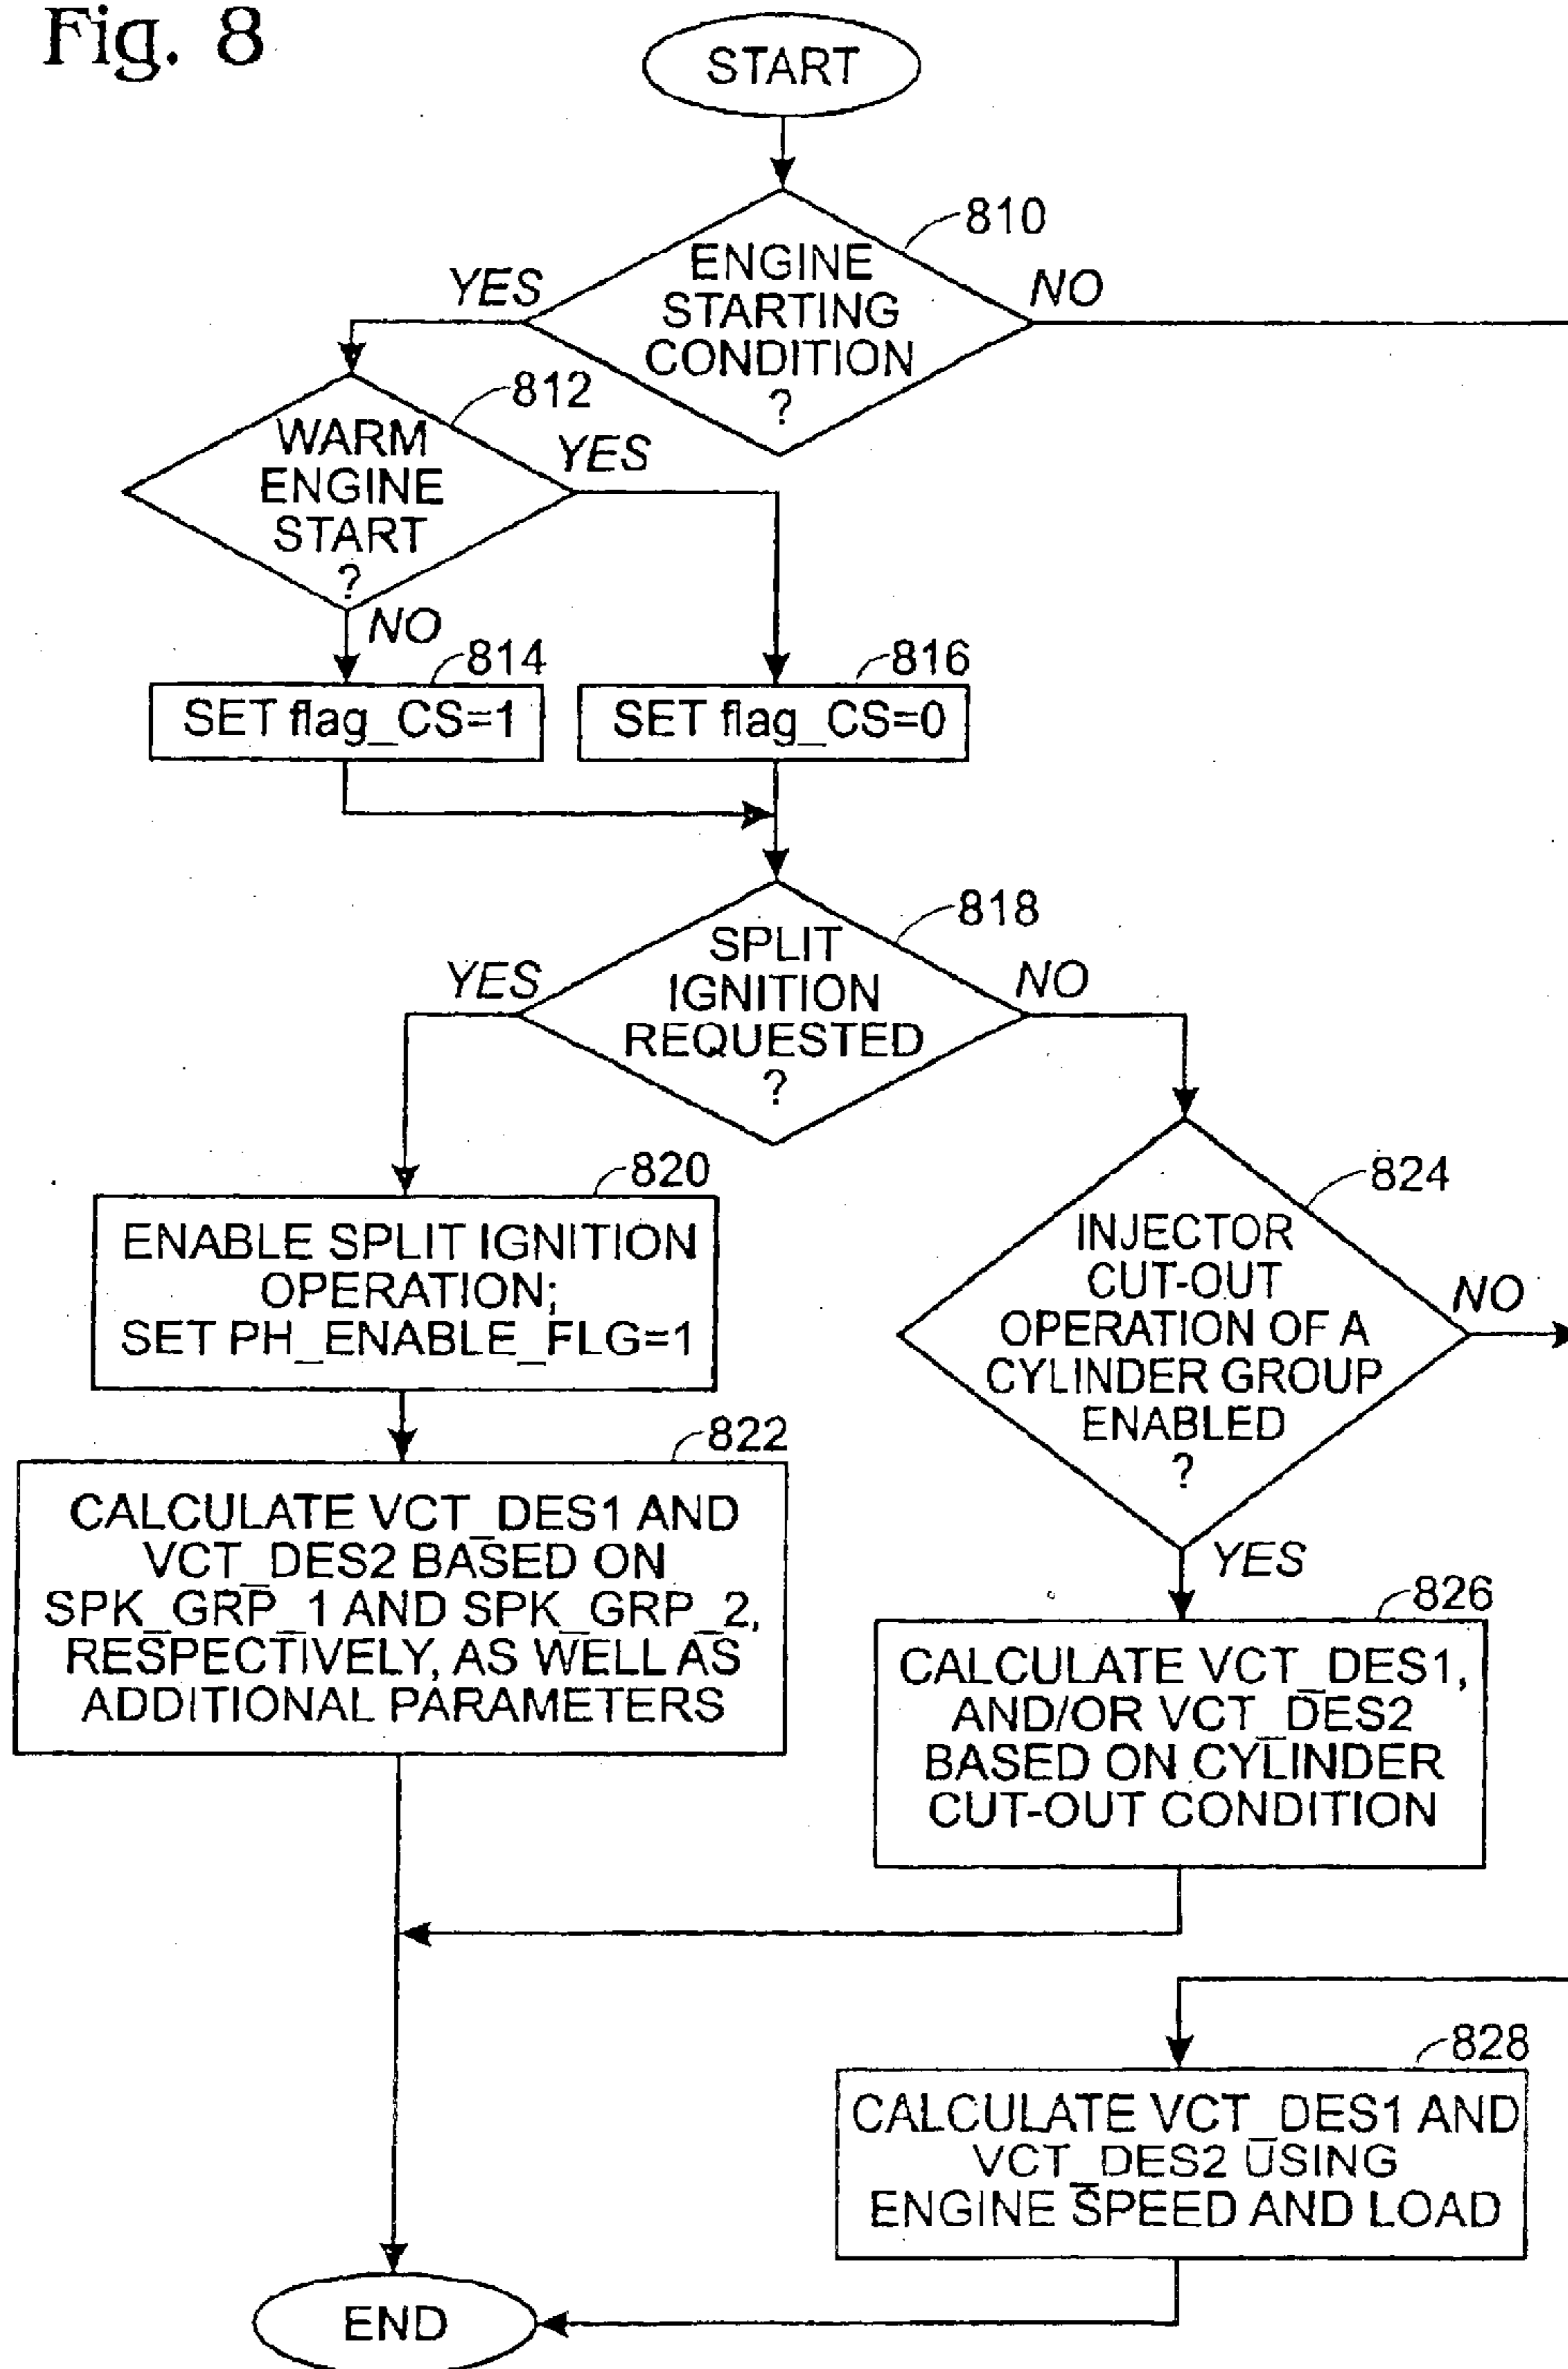 Fig. 8
START
810
ENGINE
STARTING
CONDITION
?
YES
NO
812
WARM
ENGINE
START
?
YES
NO
814
SET flag_CS=1
816
SET flag_CS=0
818
SPLIT
IGNITION
REQUESTED
?
YES
NO
820
ENABLE SPLIT IGNITION
OPERATION;
SET PH_ENABLE_FLG=1
824
INJECTOR
CUT-OUT
OPERATION OF A
CYLINDER GROUP
ENABLED
?
NO
YES
822
CALCULATE VCT_DES1 AND
VCT_DES2 BASED ON
SPK_GRP_1 AND SPK_GRP_2,
RESPECTIVELY, AS WELL AS
ADDITIONAL PARAMETERS
826
CALCULATE VCT_DES1,
AND/OR VCT_DES2
BASED ON CYLINDER
CUT-OUT CONDITION
828
CALCULATE VCT_DES1 AND
VCT_DES2 USING
ENGINE SPEED AND LOAD
END